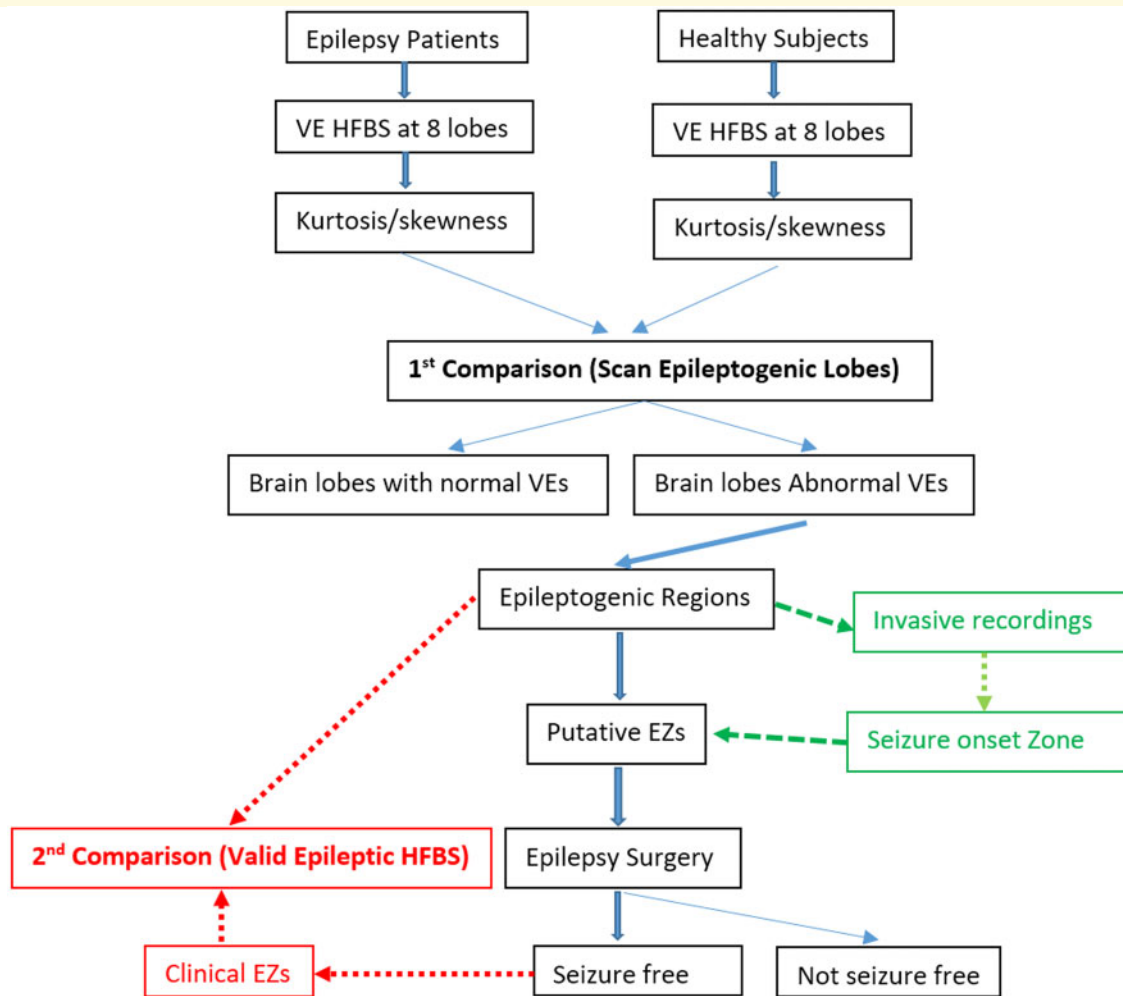 Epilepsy Patients
Healthy Subjects
VE HFBS at 8 lobes
VE HFBS at 8 lobes
Kurtosis/skewness
Kurtosis/skewness
1st Comparison (Scan Epileptogenic Lobes)
Brain lobes with normal VEs
Brain lobes Abnormal VEs
Epileptogenic Regions
Invasive recordings
Putative EZs
Seizure onset Zone
2nd Comparison (Valid Epileptic HFBS)
Epilepsy Surgery
Clinical EZs
Seizure free
Not seizure free